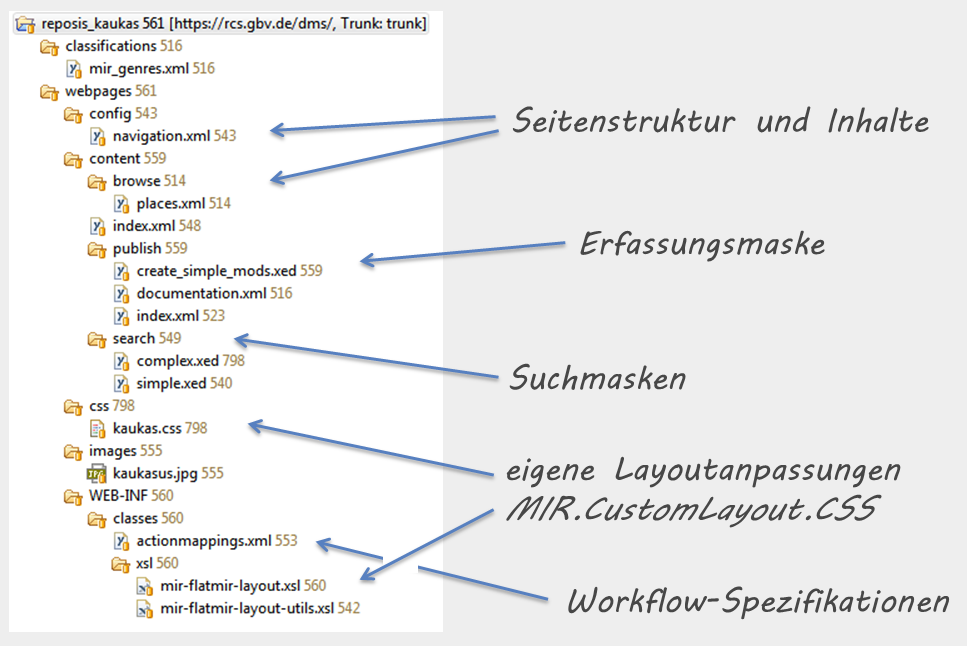 reposis_kaukas 561 [https://rcs.gbv.de/dms/, Trunk: trunk]
classifications 516
mir_genres.xml 516
webpages 561
config 543
navigation.xml 543
content 559
browse 514
places.xml 514
index.xml 548
publish 559
create_simple_mods.xed 559
documentation.xml 516
index.xml 523
search 549
complex.xed 798
simple.xed 540
css 798
kaukas.css 798
images 555
kaukasus.jpg 555
WEB-INF 560
classes 560
actionmappings.xml 553
xsl 560
mir-flatmir-layout.xsl 560
mir-flatmir-layout-utils.xsl 542
Seitenstruktur und Inhalte
Erfassungsmaske
Suchmasken
eigene Layoutanpassungen
MIR.CustomLayout.CSS
Workflow-Spezifikationen